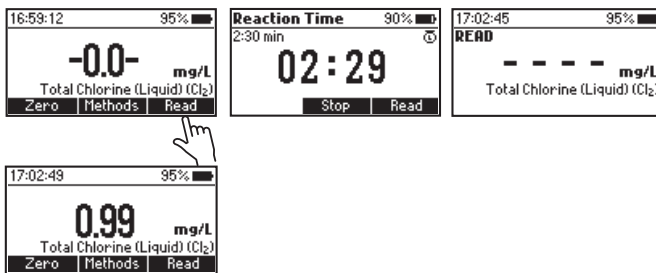 16:59:12 95%
-0.0- mg/L
Total Chlorine (Liquid) (Cl₂)
Zero Methods Read
Reaction Time 90%
2:30 min
02:29
Stop Read
17:02:45 95%
READ
---- mg/L
Total Chlorine (Liquid) (Cl₂)
17:02:49 95%
0.99 mg/L
Total Chlorine (Liquid) (Cl₂)
Zero Methods Read